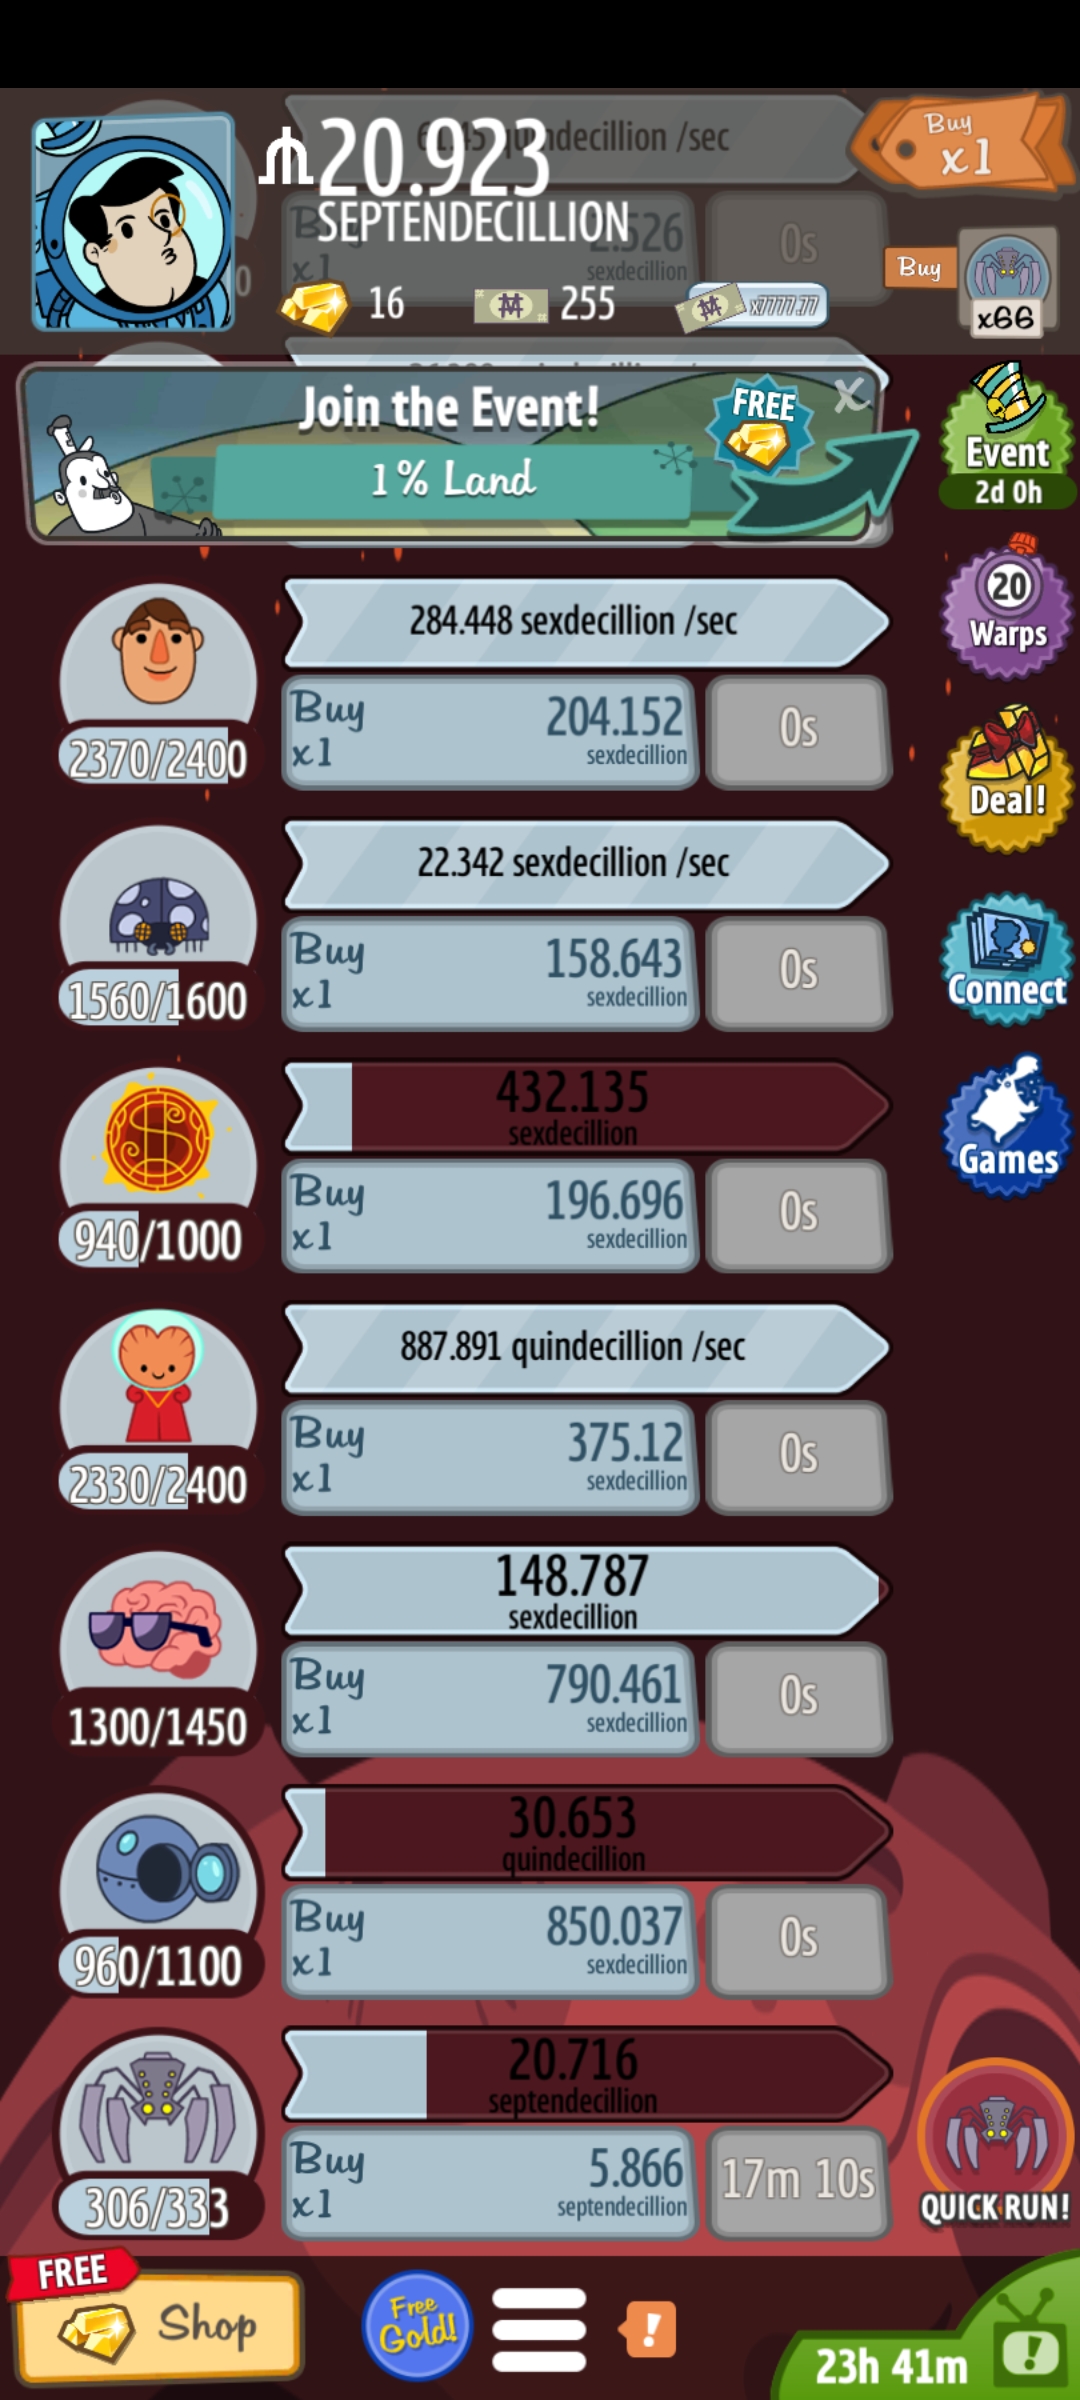 61.45 quindecillion /sec
₥20.923
SEPTENDECILLION
Buy
x1
2.526
sexdecillion
0s
Buy
x1
16
255
x7777.77
Buy
x66
Join the Event!
1% Land
FREE
X
Event
2d 0h
284.448 sexdecillion /sec
2370/2400
Buy
x1
204.152
sexdecillion
0s
20
Warps
22.342 sexdecillion /sec
1560/1600
Buy
x1
158.643
sexdecillion
0s
Deal!
432.135
sexdecillion
940/1000
Buy
x1
196.696
sexdecillion
0s
Connect
887.891 quindecillion /sec
2330/2400
Buy
x1
375.12
sexdecillion
0s
Games
148.787
sexdecillion
1300/1450
Buy
x1
790.461
sexdecillion
0s
30.653
quindecillion
960/1100
Buy
x1
850.037
sexdecillion
0s
20.716
septendecillion
306/333
Buy
x1
5.866
septendecillion
17m 10s
QUICK RUN!
FREE
Shop
Free
Gold!
!
23h 41m
!